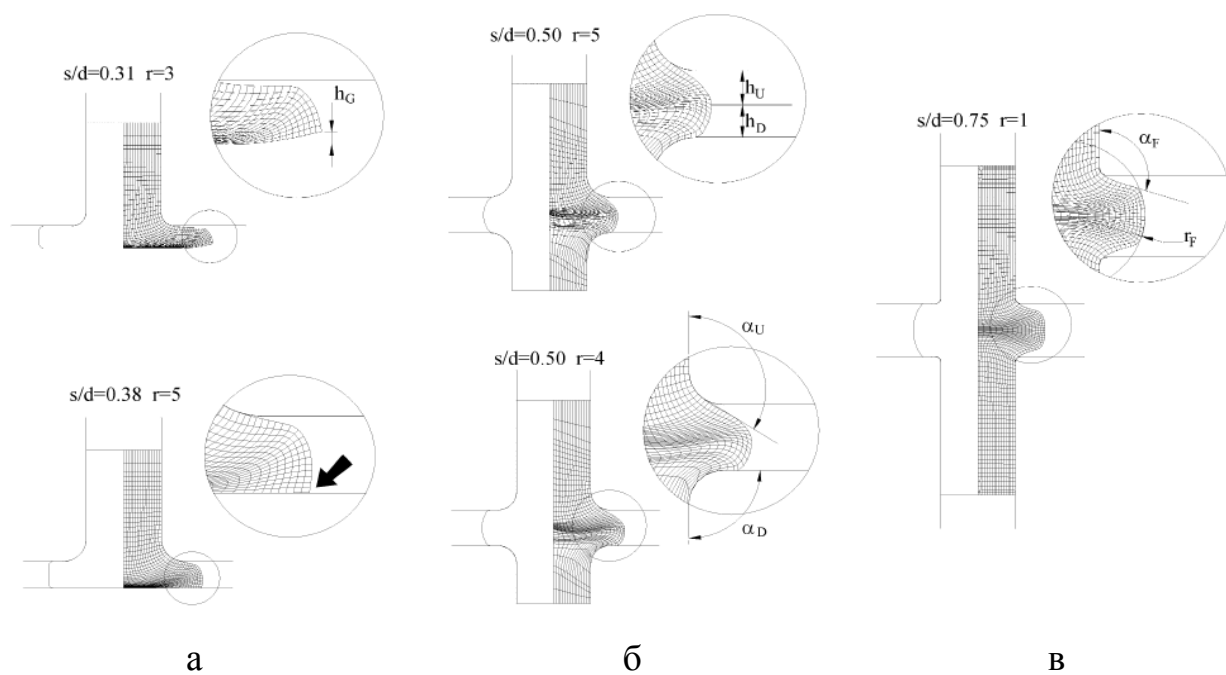 s/d=0.31 r=3
h_G
s/d=0.38 r=5
а
s/d=0.50 r=5
h_U
h_D
s/d=0.50 r=4
α_U
α_D
б
s/d=0.75 r=1
α_F
r_F
в